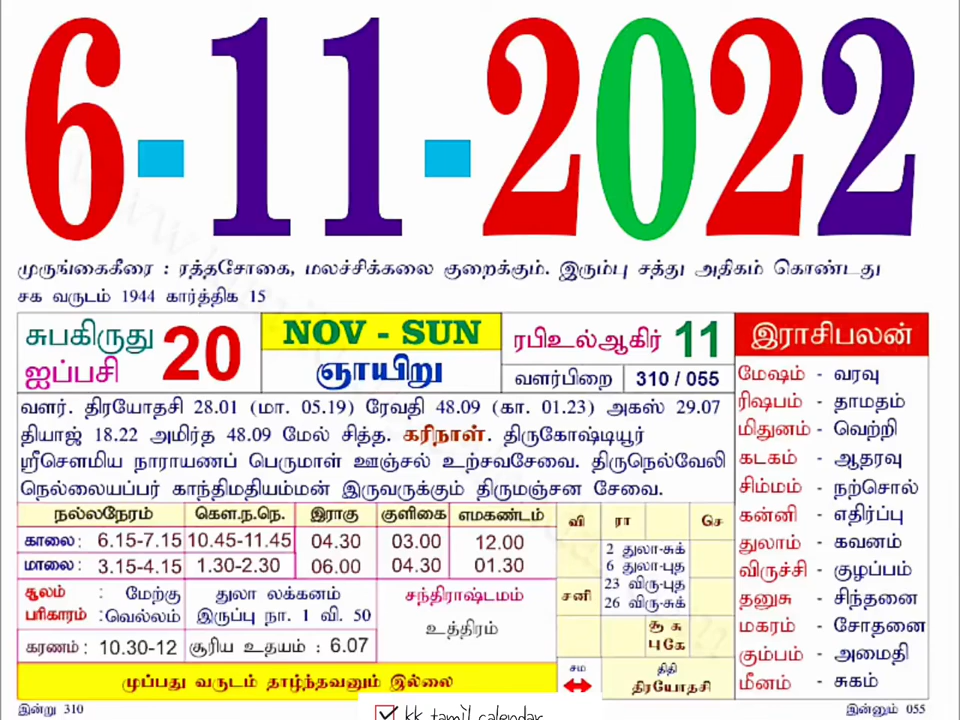 6-11-2022
முருங்கைகீரை : ரத்தசோகை, மலச்சிக்கலை குறைக்கும். இரும்பு சத்து அதிகம் கொண்டது
சக வருடம் 1944 கார்த்திக 15
சுபகிருது
ஐப்பசி 20
NOV - SUN
ஞாயிறு
ரபிஉல்ஆகிர் 11
வளர்பிறை 310 / 055
வளர். திரயோதசி 28.01 (மா. 05.19) ரேவதி 48.09 (கா. 01.23) அகஸ் 29.07
தியாஜ் 18.22 அமிர்த 48.09 மேல் சித்த. கரிநாள். திருகோஷ்டியூர்
ஸ்ரீசௌமிய நாராயணப் பெருமாள் ஊஞ்சல் உற்சவசேவை. திருநெல்வேலி
நெல்லையப்பர் காந்திமதியம்மன் இருவருக்கும் திருமஞ்சன சேவை.
நல்லநேரம் கௌ.ந.நெ. இராகு குளிகை எமகண்டம்
காலை : 6.15-7.15 10.45-11.45 04.30 03.00 12.00
மாலை : 3.15-4.15 1.30-2.30 06.00 04.30 01.30
சூலம் : மேற்கு
பரிகாரம் : வெல்லம்
துலா லக்கனம்
இருப்பு நா. 1 வி. 50
கரணம் : 10.30-12 சூரிய உதயம் : 6.07
சந்திராஷ்டமம்
உத்திரம்
முப்பது வருடம் தாழ்ந்தவனும் இல்லை
வி ரா செ
2 துலா-சுக்
6 துலா-புத
23 விரு-புத
26 விரு-சுக்
சனி
சூ சு
பு கே
சம
திதி
திரயோதசி
இராசிபலன்
மேஷம் - வரவு
ரிஷபம் - தாமதம்
மிதுனம் - வெற்றி
கடகம் - ஆதரவு
சிம்மம் - நற்சொல்
கன்னி - எதிர்ப்பு
துலாம் - கவனம்
விருச்சி - குழப்பம்
தனுசு - சிந்தனை
மகரம் - சோதனை
கும்பம் - அமைதி
மீனம் - சுகம்
இன்று 310
kk tamil calendar
இன்னும் 055